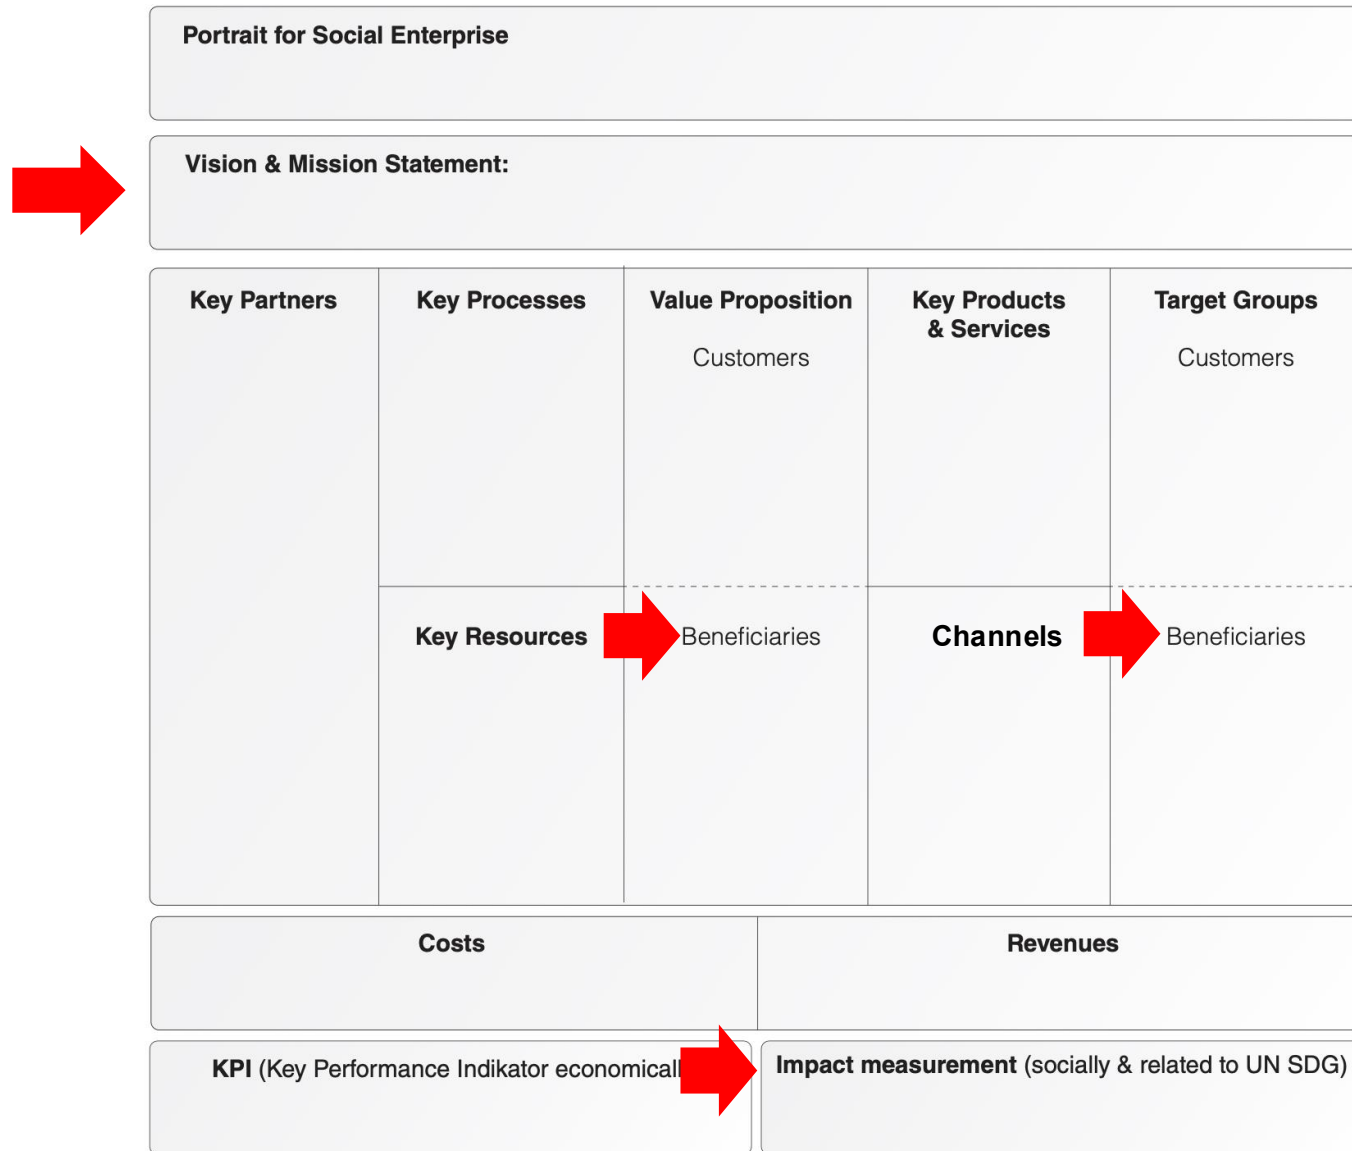 Portrait for Social Enterprise
Vision & Mission Statement:
Key Partners
Key Processes
Value Proposition
Customers
Key Products
& Services
Target Groups
Customers
Key Resources
Beneficiaries
Channels
Beneficiaries
Costs
Revenues
KPI (Key Performance Indikator economicall
Impact measurement (socially & related to UN SDG)